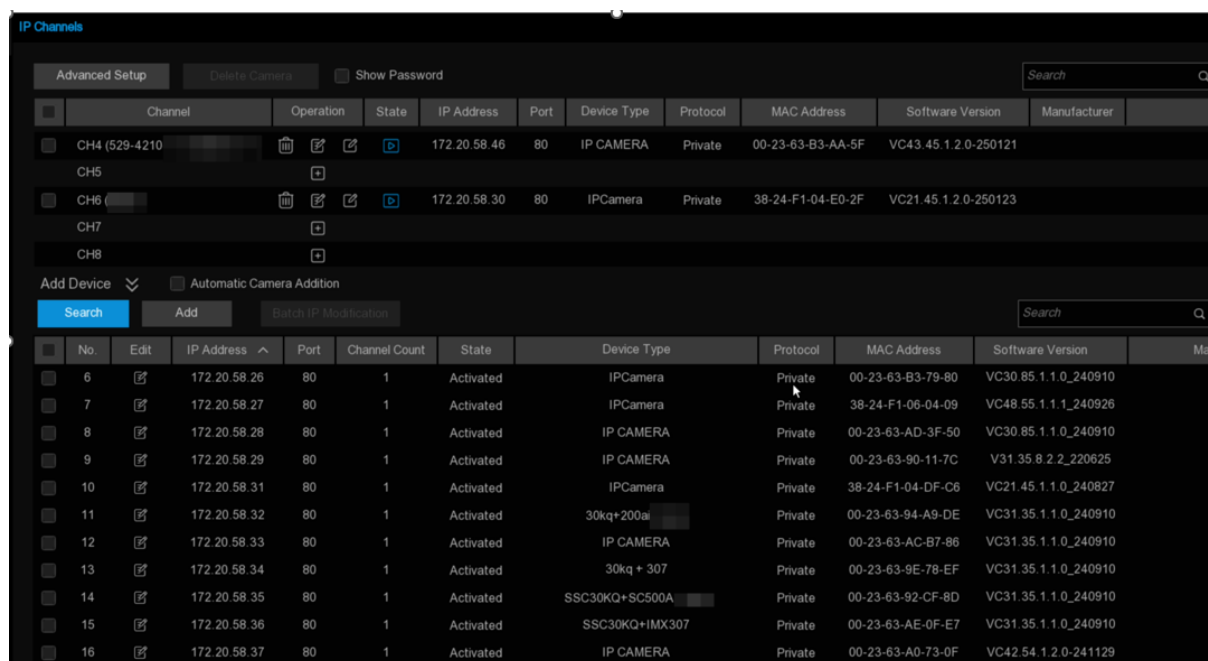 IP Channels
Advanced Setup Delete Camera Show Password Search
Channel Operation State IP Address Port Device Type Protocol MAC Address Software Version Manufacturer
CH4 (529-4210 172.20.58.46 80 IP CAMERA Private 00-23-63-B3-AA-5F VC43.45.1.2.0-250121
CH5
CH6 ( 172.20.58.30 80 IPCamera Private 38-24-F1-04-E0-2F VC21.45.1.2.0-250123
CH7
CH8
Add Device Automatic Camera Addition
Search Add Batch IP Modification Search
No. Edit IP Address Port Channel Count State Device Type Protocol MAC Address Software Version Ma
6 172.20.58.26 80 1 Activated IPCamera Private 00-23-63-B3-79-80 VC30.85.1.1.0_240910
7 172.20.58.27 80 1 Activated IPCamera Private 38-24-F1-06-04-09 VC48.55.1.1.1_240926
8 172.20.58.28 80 1 Activated IP CAMERA Private 00-23-63-AD-3F-50 VC30.85.1.1.0_240910
9 172.20.58.29 80 1 Activated IP CAMERA Private 00-23-63-90-11-7C V31.35.8.2.2_220625
10 172.20.58.31 80 1 Activated IPCamera Private 38-24-F1-04-DF-C6 VC21.45.1.1.0_240827
11 172.20.58.32 80 1 Activated 30kq+200ai Private 00-23-63-94-A9-DE VC31.35.1.1.0_240910
12 172.20.58.33 80 1 Activated IP CAMERA Private 00-23-63-AC-B7-86 VC31.35.1.1.0_240910
13 172.20.58.34 80 1 Activated 30kq + 307 Private 00-23-63-9E-78-EF VC31.35.1.1.0_240910
14 172.20.58.35 80 1 Activated SSC30KQ+SC500A Private 00-23-63-92-CF-8D VC31.35.1.1.0_240910
15 172.20.58.36 80 1 Activated SSC30KQ+IMX307 Private 00-23-63-AE-0F-E7 VC31.35.1.1.0_240910
16 172.20.58.37 80 1 Activated IP CAMERA Private 00-23-63-A0-73-0F VC42.54.1.2.0-241129